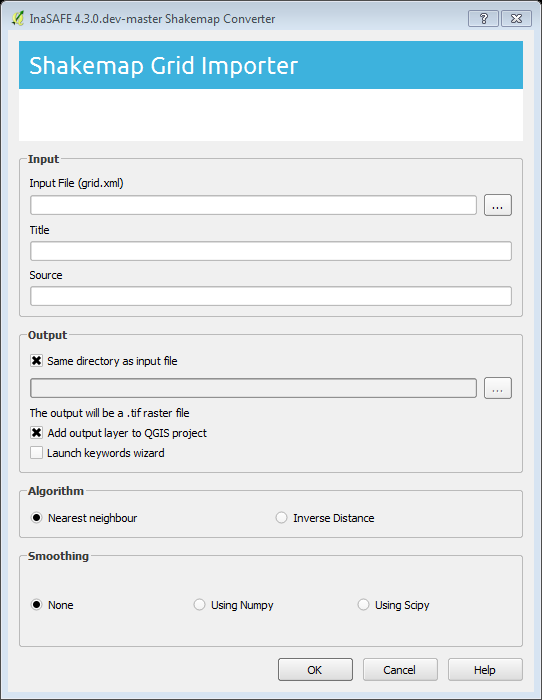 InaSAFE 4.3.0.dev-master Shakemap Converter
Shakemap Grid Importer
Input
Input File (grid.xml)
...
Title
Source
Output
Same directory as input file
...
The output will be a .tif raster file
Add output layer to QGIS project
Launch keywords wizard
Algorithm
Nearest neighbour Inverse Distance
Smoothing
None Using Numpy Using Scipy
OK Cancel Help